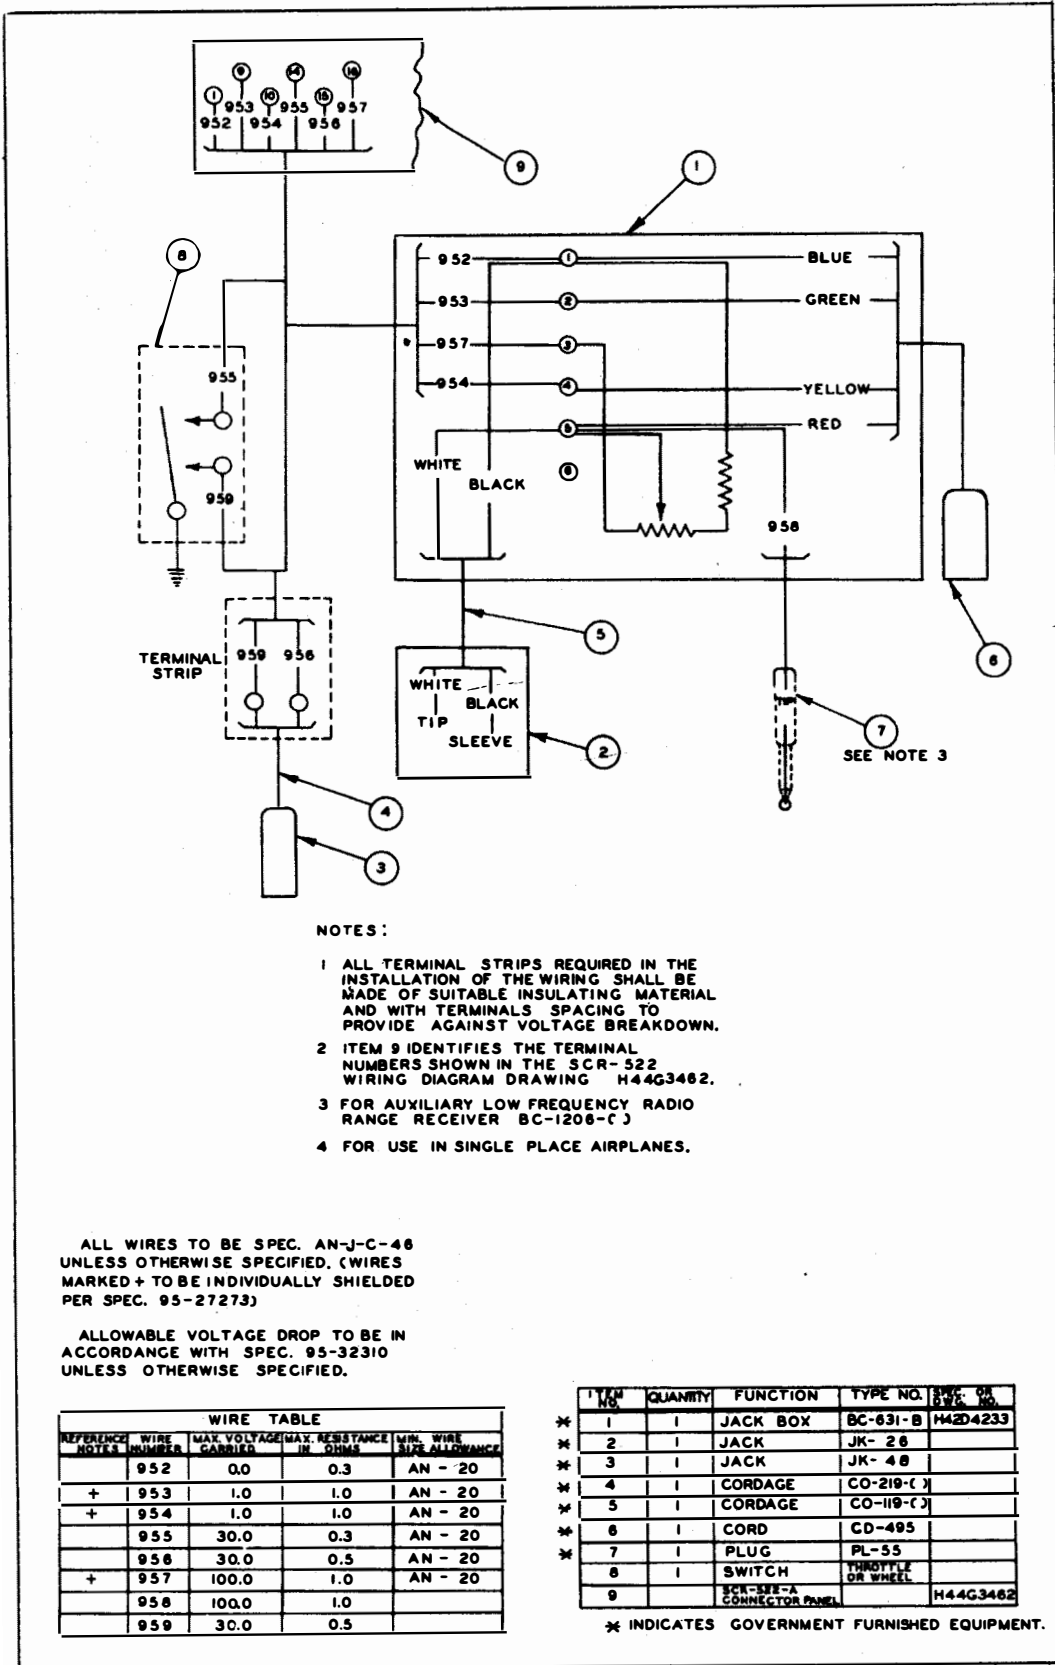 1
9
10
14
15
16
952
953
954
955
956
957
9
1
8
952
1
BLUE
953
2
GREEN
957
3
954
4
YELLOW
5
RED
6
WHITE
BLACK
958
955
959
5
6
TERMINAL
STRIP
959
956
WHITE
BLACK
TIP
SLEEVE
2
7
SEE NOTE 3
4
3
NOTES:
1 ALL TERMINAL STRIPS REQUIRED IN THE
INSTALLATION OF THE WIRING SHALL BE
MADE OF SUITABLE INSULATING MATERIAL
AND WITH TERMINALS SPACING TO
PROVIDE AGAINST VOLTAGE BREAKDOWN.
2 ITEM 9 IDENTIFIES THE TERMINAL
NUMBERS SHOWN IN THE SCR-522
WIRING DIAGRAM DRAWING H44G3462.
3 FOR AUXILIARY LOW FREQUENCY RADIO
RANGE RECEIVER BC-1206-( )
4 FOR USE IN SINGLE PLACE AIRPLANES.
ALL WIRES TO BE SPEC. AN-J-C-46
UNLESS OTHERWISE SPECIFIED. (WIRES
MARKED + TO BE INDIVIDUALLY SHIELDED
PER SPEC. 95-27273)
ALLOWABLE VOLTAGE DROP TO BE IN
ACCORDANCE WITH SPEC. 95-32310
UNLESS OTHERWISE SPECIFIED.
WIRE TABLE
REFERENCE NOTES WIRE NUMBER MAX. VOLTAGE CARRIED MAX. RESISTANCE IN OHMS MIN. WIRE SIZE ALLOWANCE
952 0.0 0.3 AN - 20
+ 953 1.0 1.0 AN - 20
+ 954 1.0 1.0 AN - 20
955 30.0 0.3 AN - 20
956 30.0 0.5 AN - 20
+ 957 100.0 1.0 AN - 20
958 100.0 1.0
959 30.0 0.5
ITEM NO. QUANTITY FUNCTION TYPE NO. SPEC. OR DWG. NO.
* 1 1 JACK BOX BC-631-B H42D4233
* 2 1 JACK JK- 26
* 3 1 JACK JK- 48
* 4 1 CORDAGE CO-219-( )
* 5 1 CORDAGE CO-119-( )
* 6 1 CORD CD-495
* 7 1 PLUG PL-55
8 1 SWITCH THROTTLE OR WHEEL
9 SCR-522-A CONNECTOR PANEL H44G3462
* INDICATES GOVERNMENT FURNISHED EQUIPMENT.